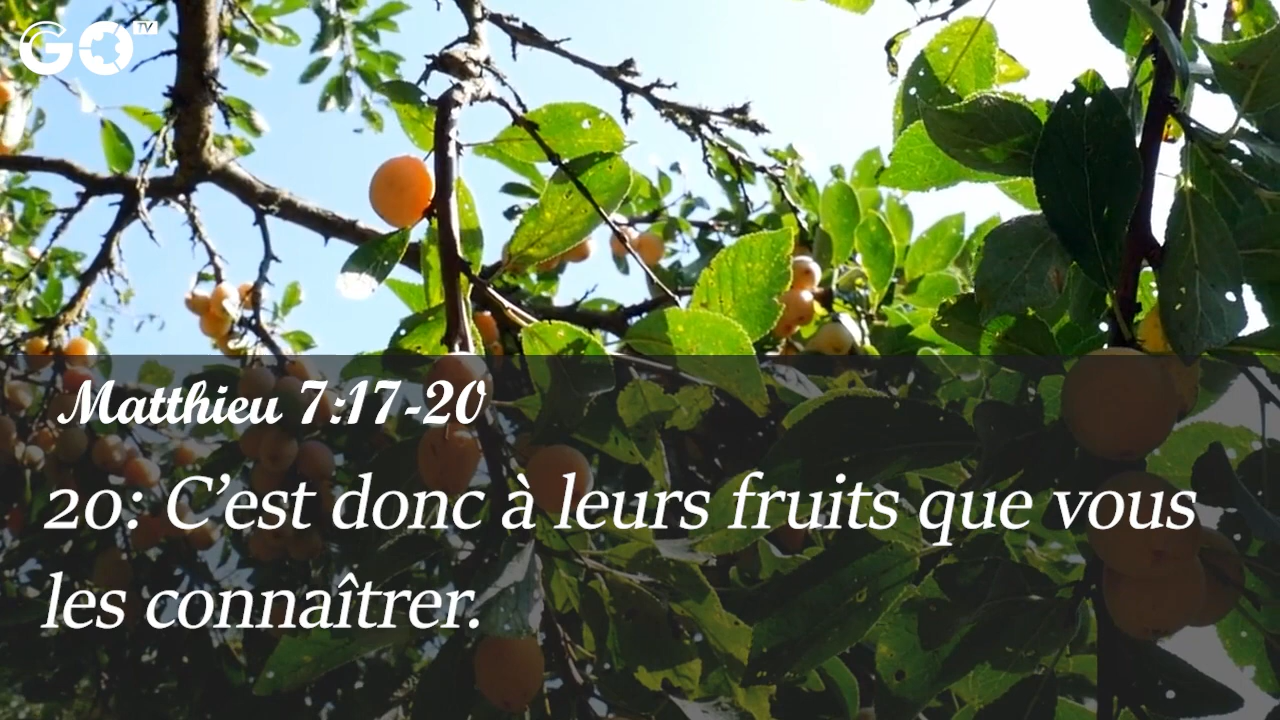 GO TV
Matthieu 7:17-20
20: C’est donc à leurs fruits que vous
les connaîtrer.